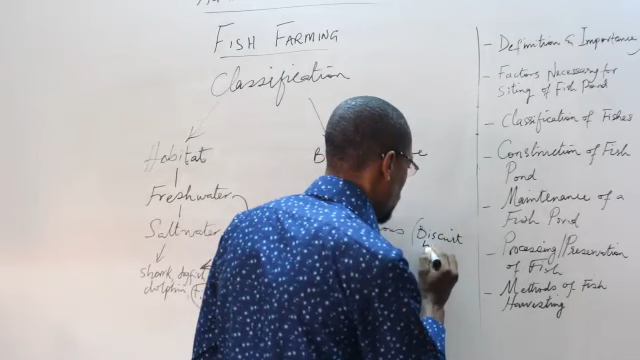 FISH FARMING
Classification
Habitat
Freshwater
Saltwater
shark, dogfish
dolphin
(Biscuit
- Definition & Importance
- Factors Necessary for
Siting of Fish Pond
- Classification of Fishes
- Construction of Fish
Pond
- Maintenance of a
Fish Pond
- Processing/Preservation
of Fish
- Methods of Fish
Harvesting